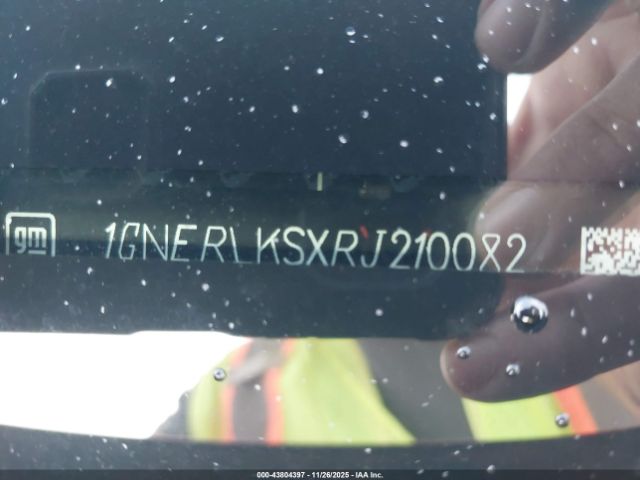 gm 1GNERLKSXRJ210082
000-43804397 - 11/26/2025 - IAA Inc.